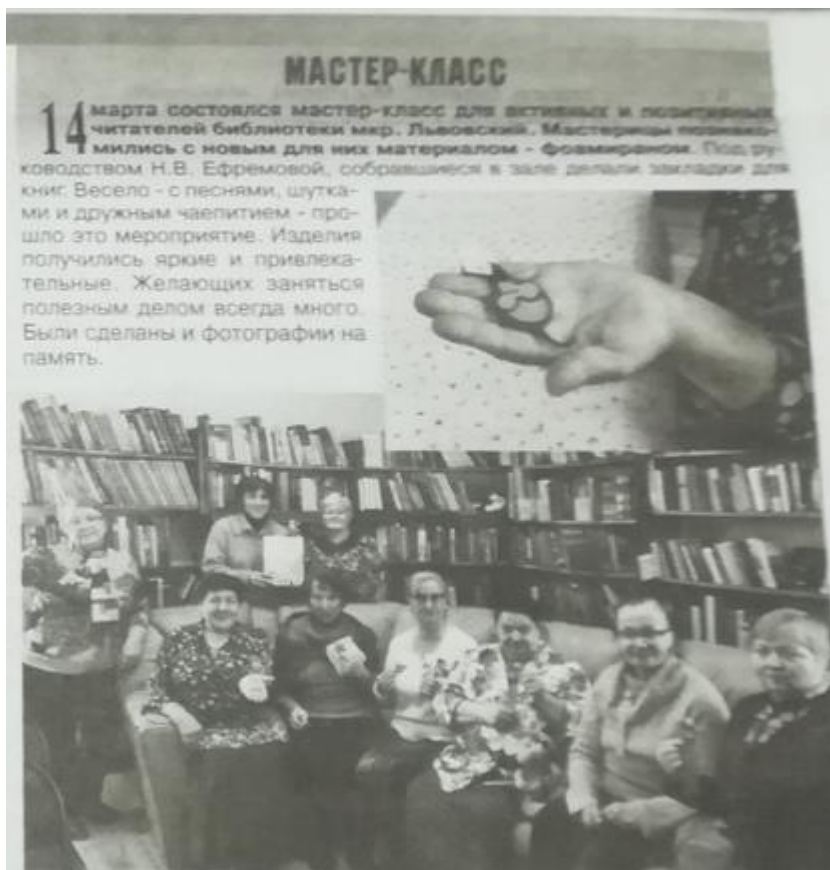 МАСТЕР-КЛАСС
14 марта состоялся мастер-класс для активных и позитивных
читателей библиотеки мкр. Львовский. Мастерицы познако-
мились с новым для них материалом - фоамираном. Под ру-
ководством Н.В. Ефремовой, собравшиеся в зале делали закладки для
книг. Весело - с песнями, шутка-
ми и дружным чаепитием - про-
шло это мероприятие. Изделия
получились яркие и привлека-
тельные. Желающих заняться
полезным делом всегда много.
Были сделаны и фотографии на
память.